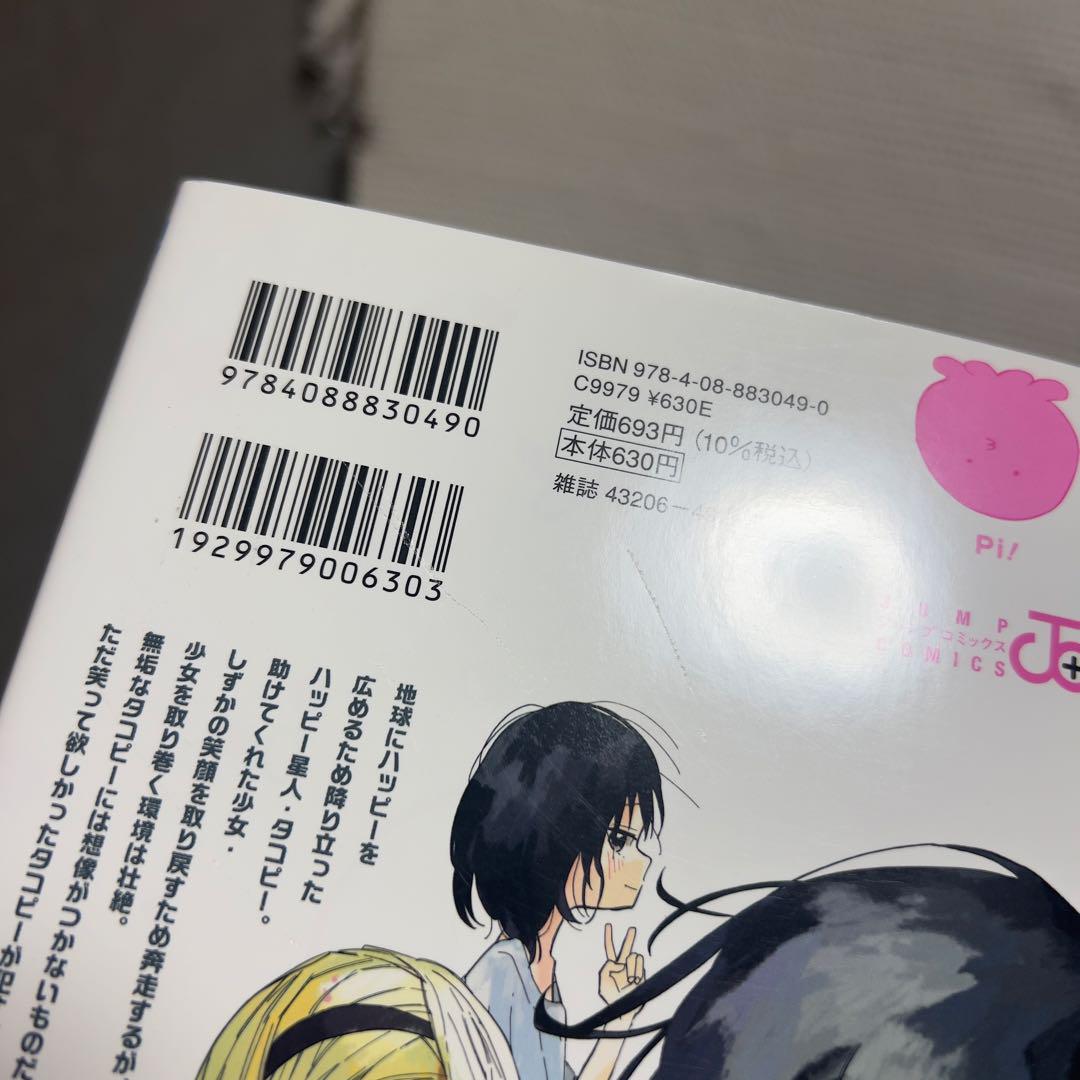 9784088830490
ISBN 978-4-08-883049-0
C9979 ¥630E
定価693円 (10%税込)
本体630円
雑誌 43206－
1929979006303
Pi!
JUMP
ジャンプコミックス
COMICS
地球にハッピーを
広めるため降り立った
ハッピー星人・タコピー。
助けてくれた少女・
しずかの笑顔を取り戻すため奔走するが、
少女を取り巻く環境は壮絶。
無垢なタコピーには想像がつかないものだ
ただ笑って欲しかったタコピーが犯